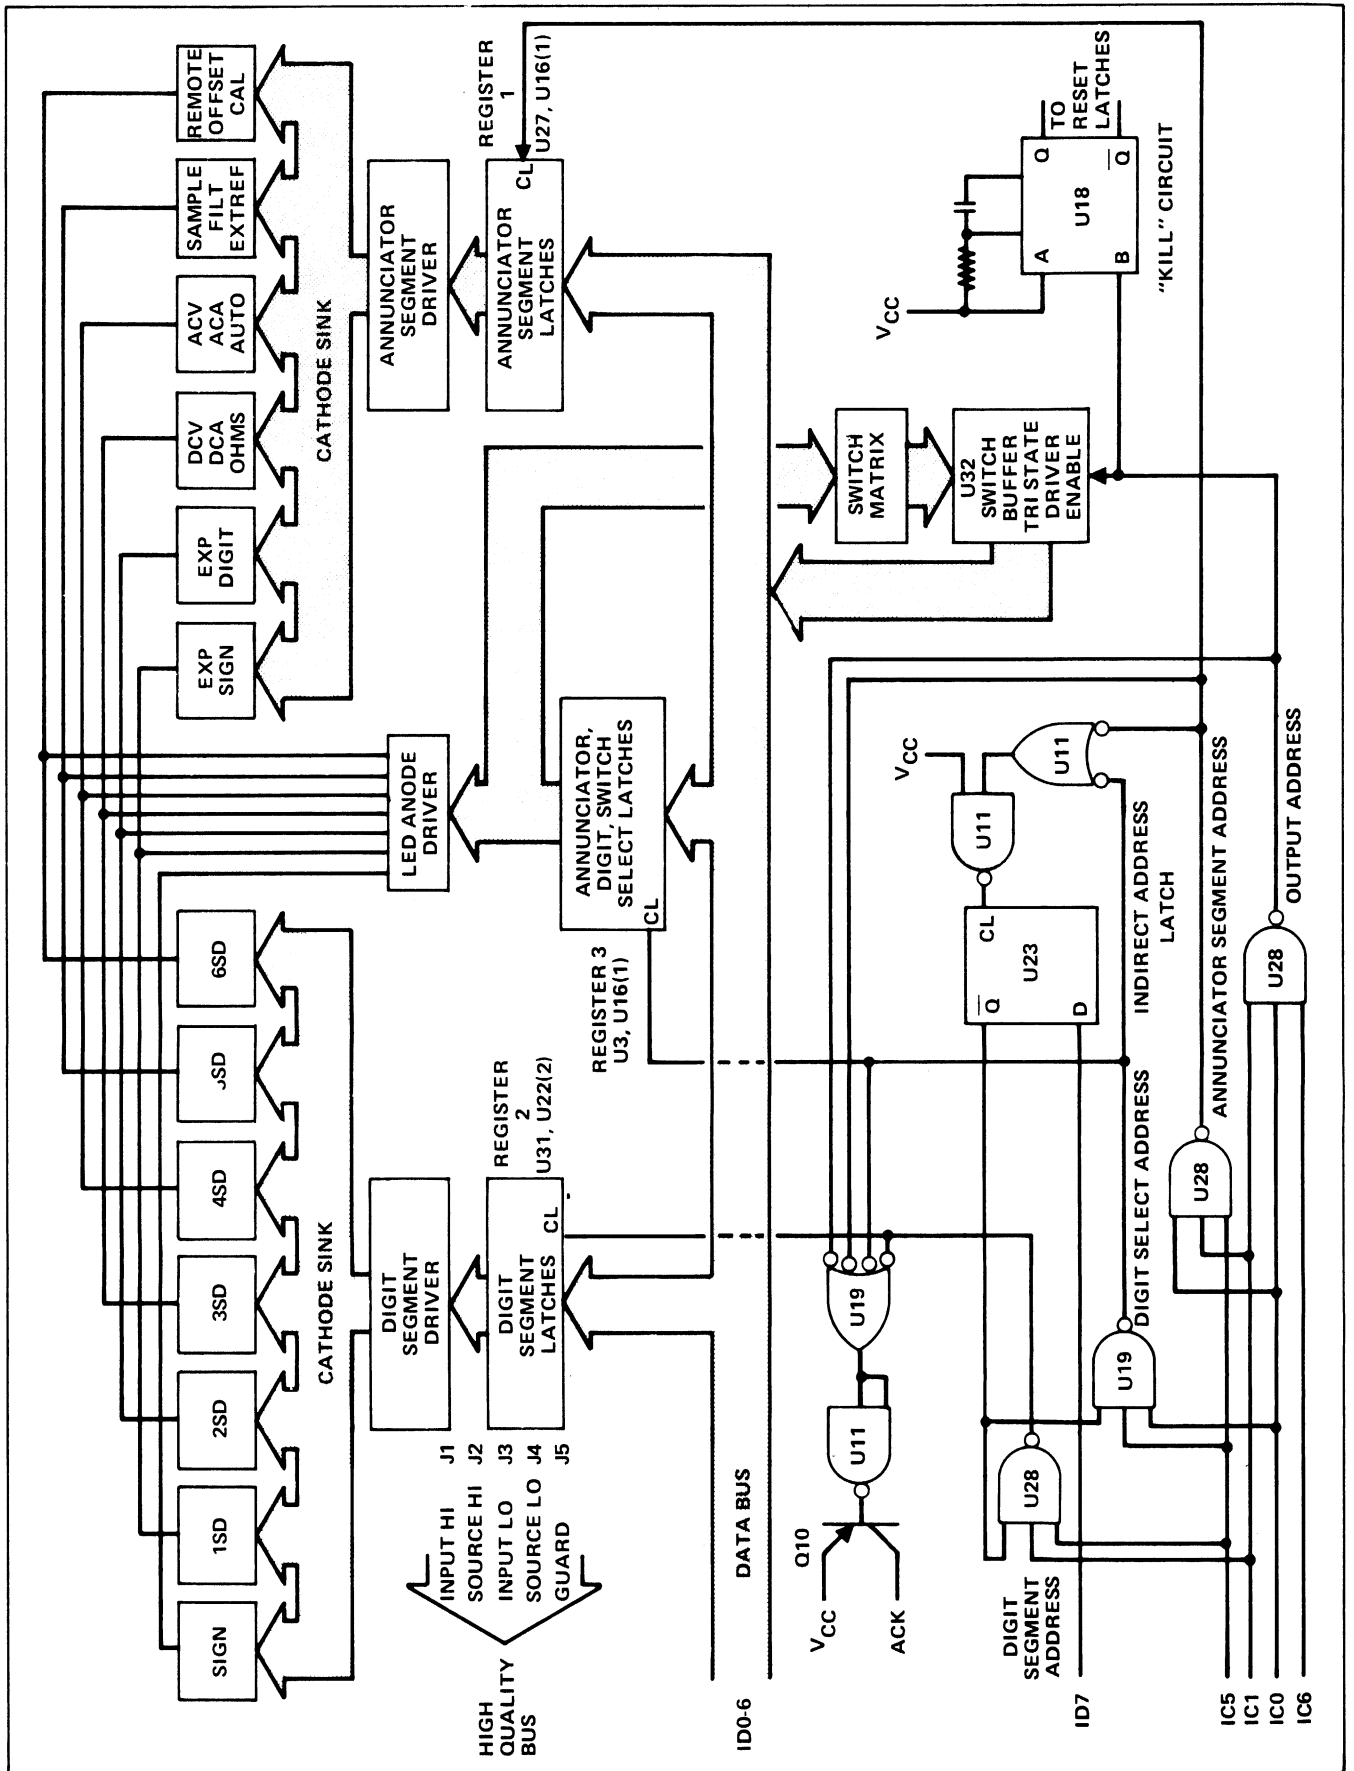 SIGN
1SD
2SD
3SD
4SD
6SD
EXP
SIGN
EXP
DIGIT
DCV
DCA
OHMS
ACV
ACA
AUTO
SAMPLE
FILT
EXTREF
REMOTE
OFFSET
CAL
CATHODE SINK
CATHODE SINK
DIGIT
SEGMENT
DRIVER
LED ANODE
DRIVER
ANNUNCIATOR
SEGMENT
DRIVER
HIGH
QUALITY
BUS
INPUT HI J1
SOURCE HI J2
INPUT LO J3
SOURCE LO J4
GUARD J5
DIGIT
SEGMENT
LATCHES
CL
REGISTER
2
U31, U22(2)
REGISTER 3
U3, U16(1)
ANNUNCIATOR,
DIGIT, SWITCH
SELECT LATCHES
CL
ANNUNCIATOR
SEGMENT
LATCHES
CL
REGISTER
1
U27, U16(1)
ID0-6
DATA BUS
SWITCH
MATRIX
U32
SWITCH
BUFFER
TRI STATE
DRIVER
ENABLE
VCC
A
B
U18
Q
Q
TO
RESET
LATCHES
"KILL" CIRCUIT
Q10
VCC
ACK
U11
U19
Q
D
CL
U23
U11
VCC
U11
INDIRECT ADDRESS
LATCH
DIGIT
SEGMENT
ADDRESS
U28
U19
DIGIT SELECT ADDRESS
U28
ANNUNCIATOR SEGMENT ADDRESS
U28
OUTPUT ADDRESS
ID7
IC5
IC1
IC0
IC6